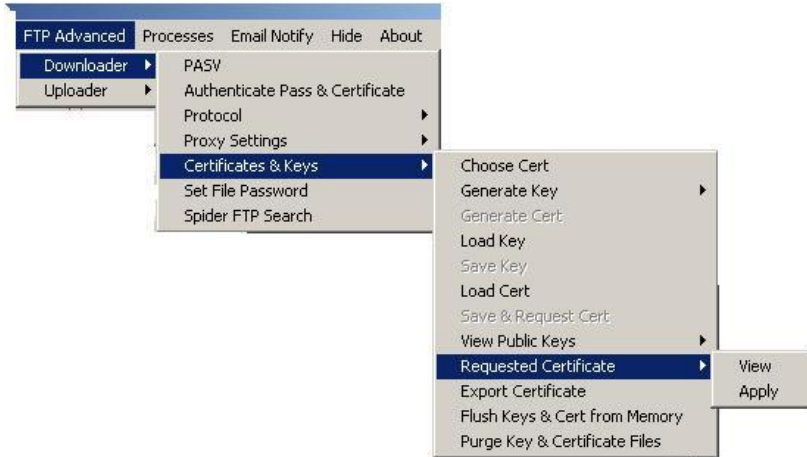 FTP Advanced Processes Email Notify Hide About
Downloader
Uploader
PASV
Authenticate Pass & Certificate
Protocol
Proxy Settings
Certificates & Keys
Set File Password
Spider FTP Search
Choose Cert
Generate Key
Generate Cert
Load Key
Save Key
Load Cert
Save & Request Cert
View Public Keys
Requested Certificate
Export Certificate
Flush Keys & Cert from Memory
Purge Key & Certificate Files
View
Apply